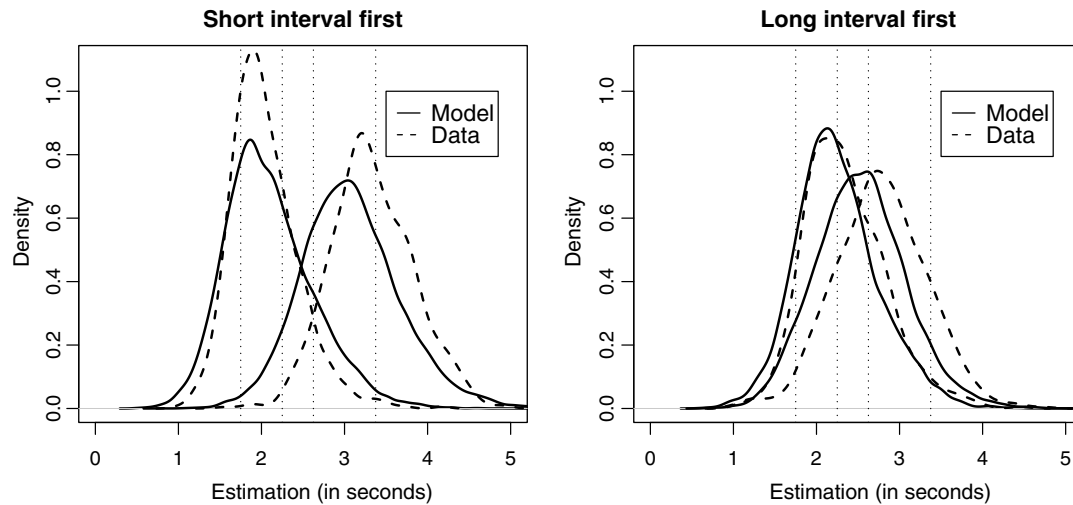 Short interval first
Density
0.0 0.2 0.4 0.6 0.8 1.0
Model
Data
0 1 2 3 4 5
Estimation (in seconds)
Long interval first
Density
0.0 0.2 0.4 0.6 0.8 1.0
Model
Data
0 1 2 3 4 5
Estimation (in seconds)